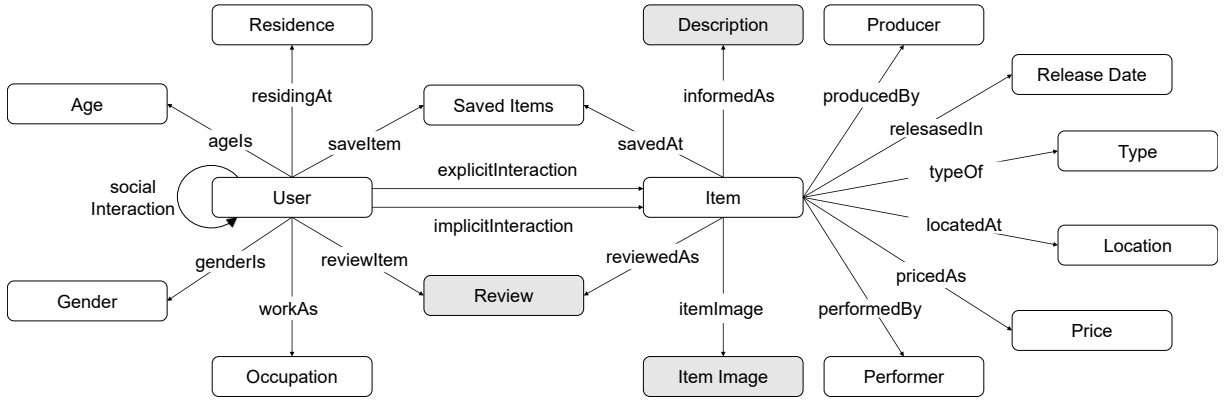 Residence
Description
Producer
Release Date
Age
residingAt
Saved Items
informedAs
producedBy
relesasedIn
ageIs
saveItem
savedAt
Type
typeOf
explicitInteraction
social
Interaction
User
Item
implicitInteraction
locatedAt
Location
genderIs
reviewItem
reviewedAs
pricedAs
Gender
Review
workAs
itemImage
performedBy
Price
Occupation
Item Image
Performer